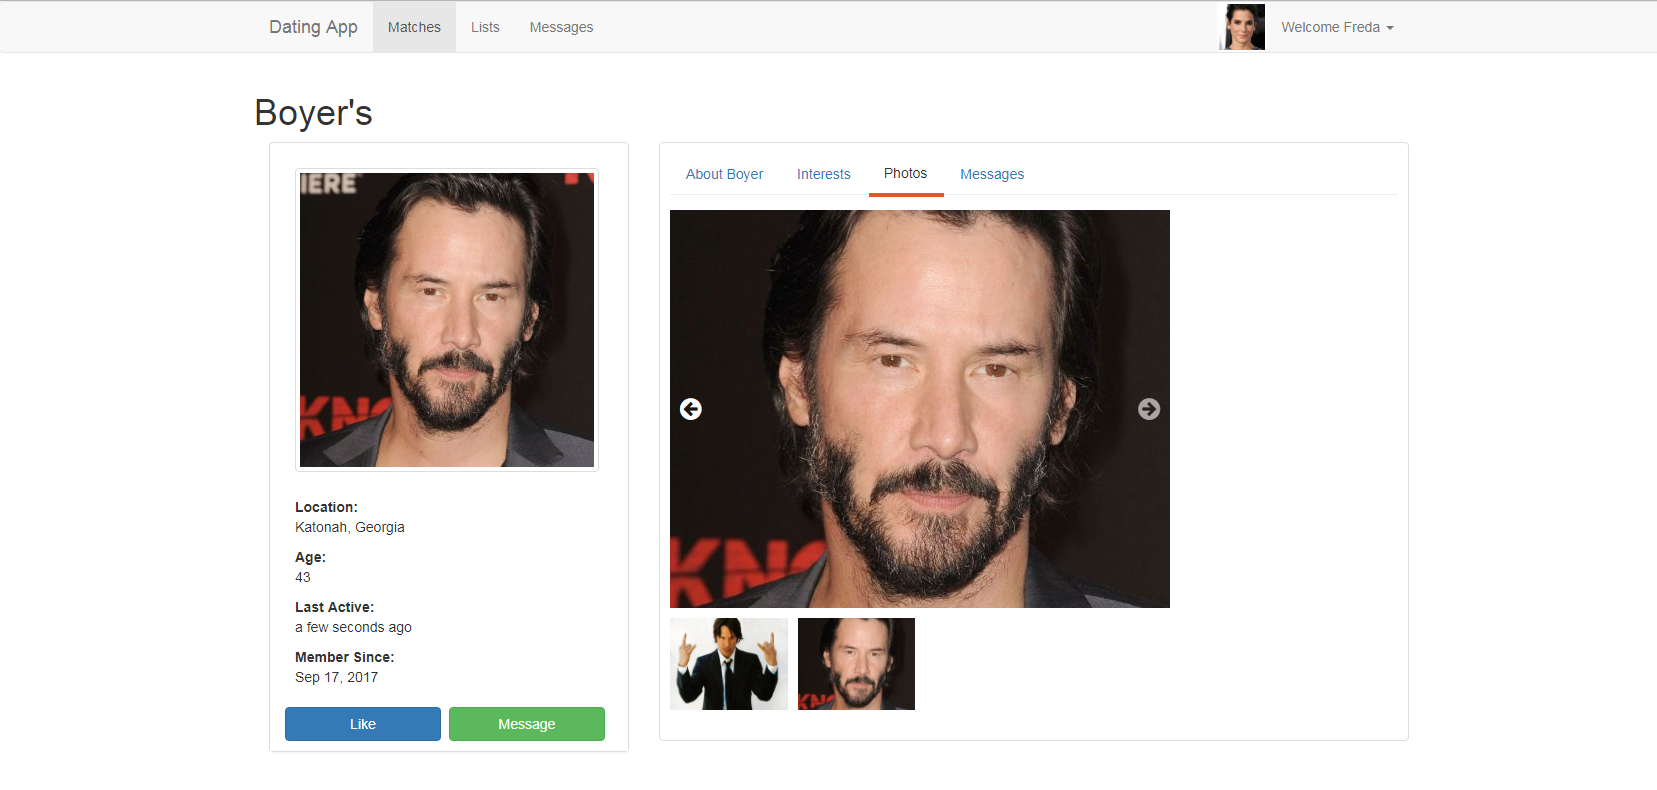 Dating App Matches Lists Messages Welcome Freda
Boyer's
About Boyer Interests Photos Messages
Location:
Katonah, Georgia
Age:
43
Last Active:
a few seconds ago
Member Since:
Sep 17, 2017
Like Message